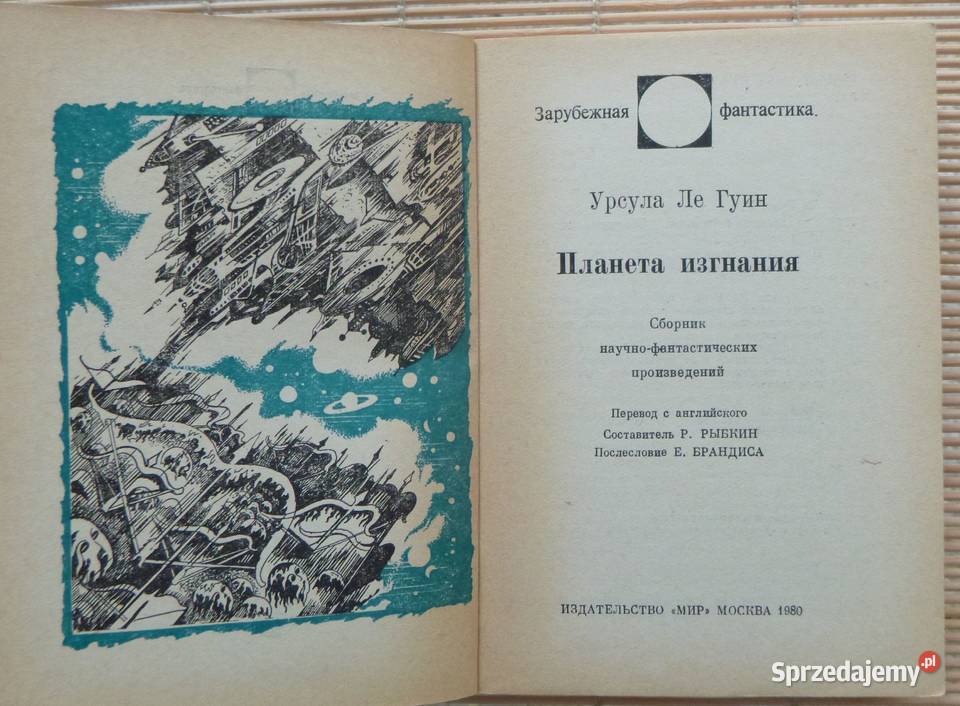 Зарубежная фантастика.
Урсула Ле Гуин
Планета изгнания
Сборник
научно-фантастических
произведений
Перевод с английского
Составитель Р. РЫБКИН
Послесловие Е. БРАНДИСА
ИЗДАТЕЛЬСТВО «МИР» МОСКВА 1980
Sprzedajemy.pl